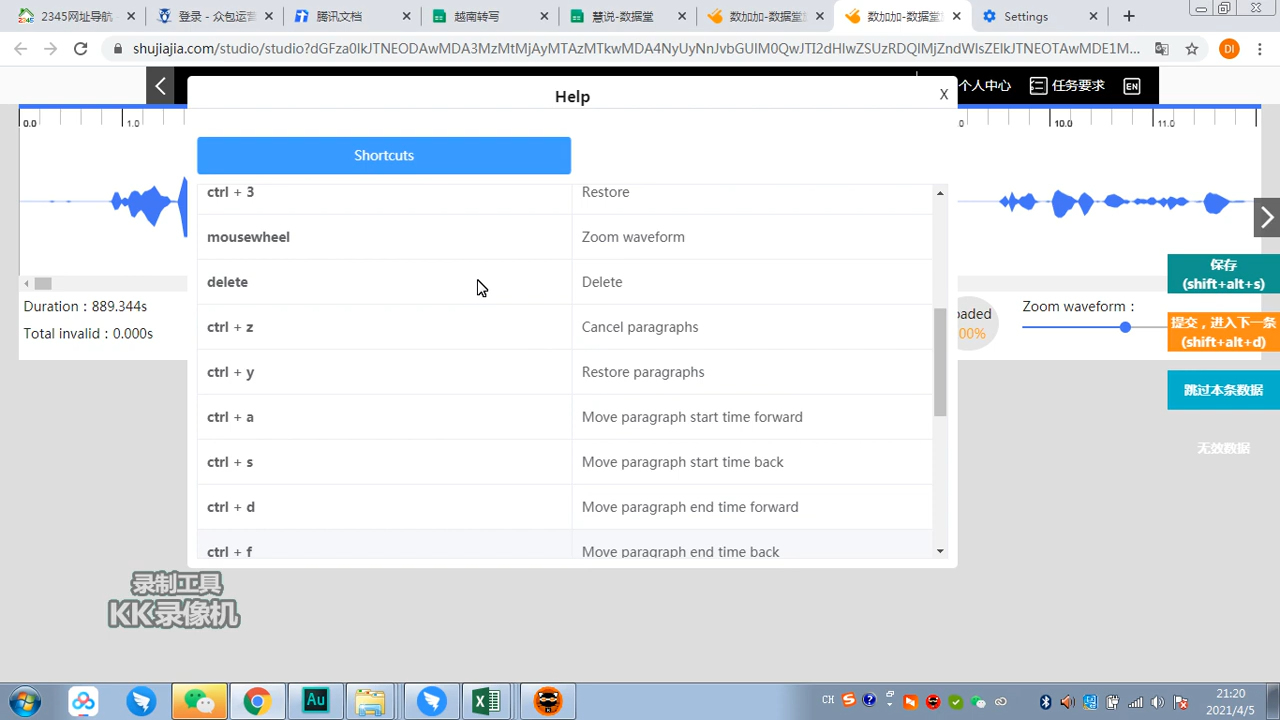 2345网址导航
登录 - 众包运营
腾讯文档
越南转写
慧说-数据堂
数加加-数据堂
数加加-数据堂
Settings
个人中心
任务要求
EN
Help
X
0.0
1.0
10.0
11.0
Shortcuts
ctrl + 3 Restore
mousewheel Zoom waveform
delete Delete
ctrl + z Cancel paragraphs
ctrl + y Restore paragraphs
ctrl + a Move paragraph start time forward
ctrl + s Move paragraph start time back
ctrl + d Move paragraph end time forward
ctrl + f Move paragraph end time back
Duration：889.344s
Total invalid：0.000s
oaded
00%
Zoom waveform：
保存
(shift+alt+s)
提交，进入下一条
(shift+alt+d)
跳过本条数据
无效数据
录制工具
KK录像机
Au
CH
21:20
2021/4/5
DI